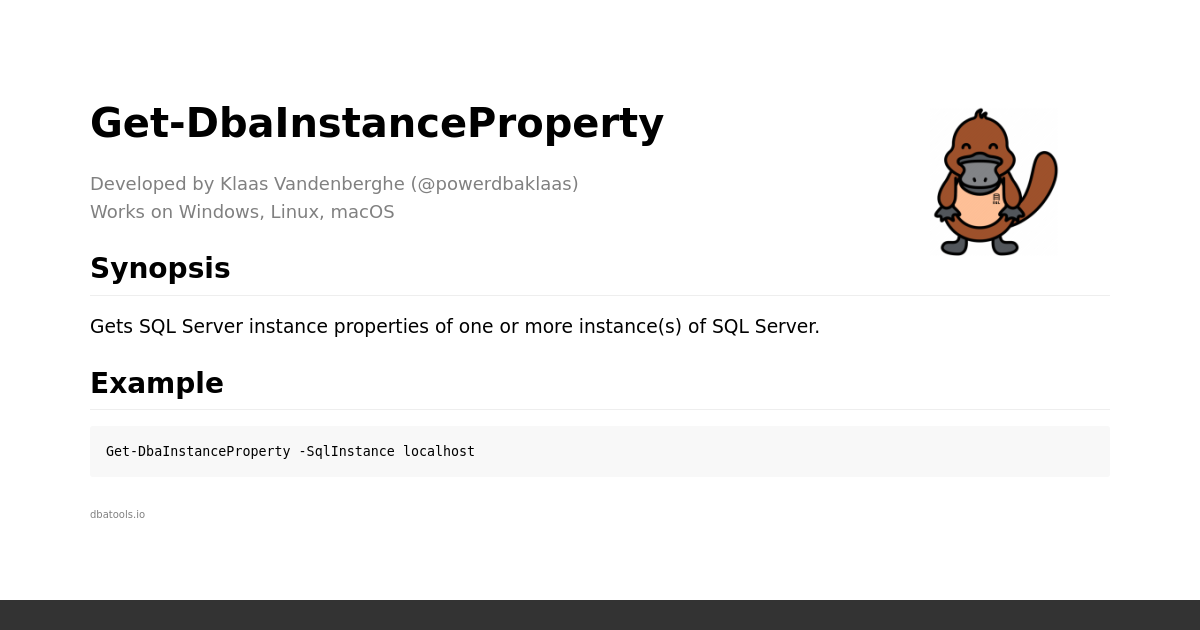 Get-DbaInstanceProperty
Developed by Klaas Vandenberghe (@powerdbaklaas)
Works on Windows, Linux, macOS
Synopsis
Gets SQL Server instance properties of one or more instance(s) of SQL Server.
Example
Get-DbaInstanceProperty -SqlInstance localhost
dbatools.io